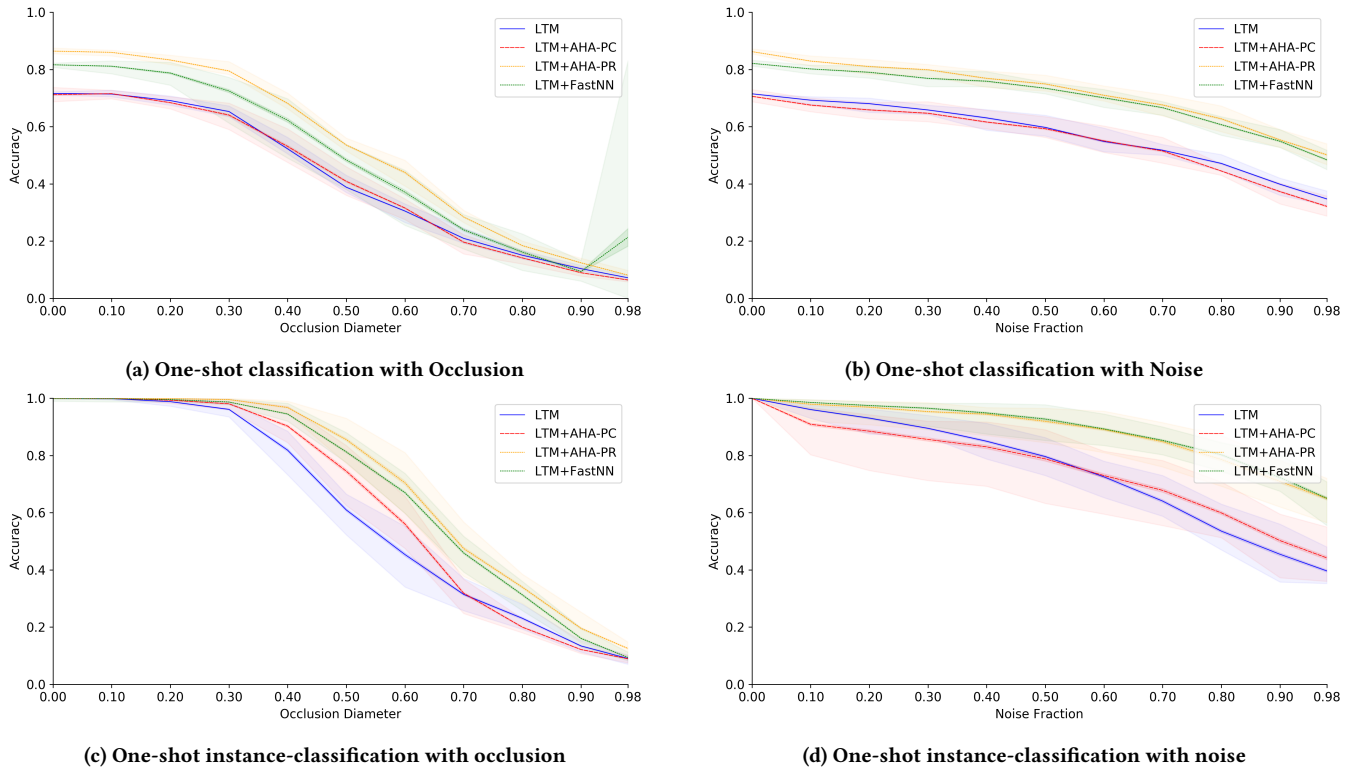 1.0
0.8
0.6
0.4
0.2
0.0
Accuracy
0.00 0.10 0.20 0.30 0.40 0.50 0.60 0.70 0.80 0.90 0.98
Occlusion Diameter
LTM
LTM+AHA-PC
LTM+AHA-PR
LTM+FastNN
(a) One-shot classification with Occlusion
1.0
0.8
0.6
0.4
0.2
0.0
Accuracy
0.00 0.10 0.20 0.30 0.40 0.50 0.60 0.70 0.80 0.90 0.98
Noise Fraction
LTM
LTM+AHA-PC
LTM+AHA-PR
LTM+FastNN
(b) One-shot classification with Noise
1.0
0.8
0.6
0.4
0.2
0.0
Accuracy
0.00 0.10 0.20 0.30 0.40 0.50 0.60 0.70 0.80 0.90 0.98
Occlusion Diameter
LTM
LTM+AHA-PC
LTM+AHA-PR
LTM+FastNN
(c) One-shot instance-classification with occlusion
1.0
0.8
0.6
0.4
0.2
0.0
Accuracy
0.00 0.10 0.20 0.30 0.40 0.50 0.60 0.70 0.80 0.90 0.98
Noise Fraction
LTM
LTM+AHA-PC
LTM+AHA-PR
LTM+FastNN
(d) One-shot instance-classification with noise